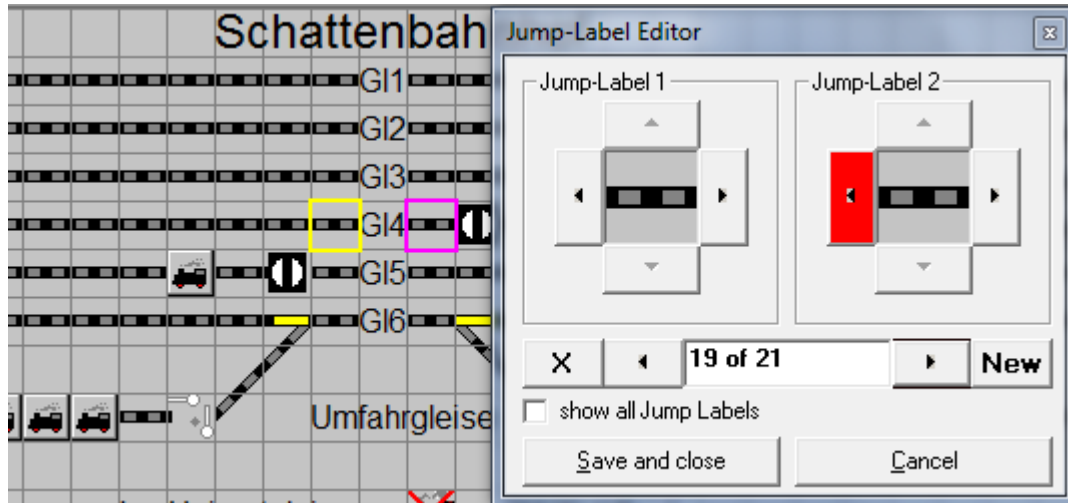 Schattenbah
Gl1
Gl2
Gl3
Gl4
Gl5
Gl6
Umfahrgleise
Jump-Label Editor
Jump-Label 1
Jump-Label 2
X
19 of 21
New
show all Jump Labels
Save and close
Cancel